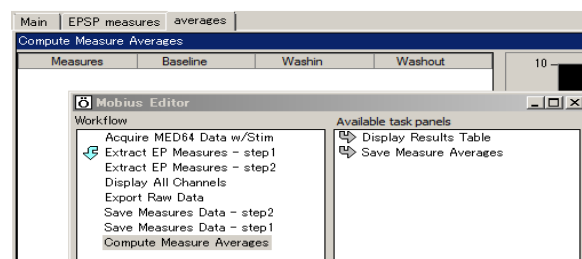 Main EPSP measures averages
Compute Measure Averages
Measures Baseline Washin Washout
10
Mobius Editor
Workflow
Acquire MED64 Data w/Stim
Extract EP Measures - step1
Extract EP Measures - step2
Display All Channels
Export Raw Data
Save Measures Data - step2
Save Measures Data - step1
Compute Measure Averages
Available task panels
Display Results Table
Save Measure Averages